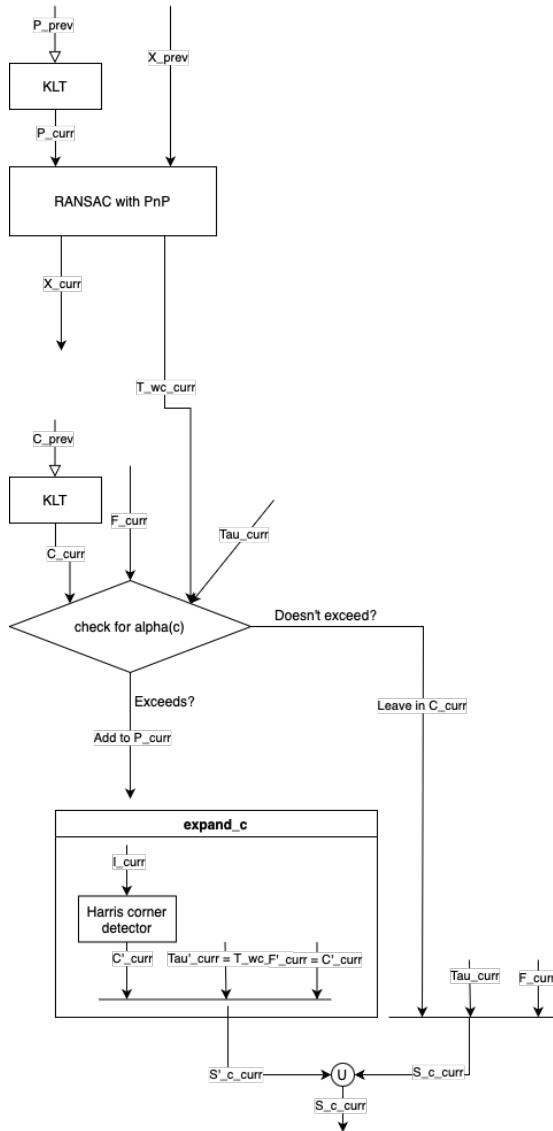 P_prev
X_prev
KLT
P_curr
RANSAC with PnP
X_curr
T_wc_curr
C_prev
KLT
F_curr
Tau_curr
C_curr
check for alpha(c)
Doesn't exceed?
Exceeds?
Leave in C_curr
Add to P_curr
expand_c
I_curr
Harris corner
detector
C'_curr
Tau'_curr = T_wc_
F'_curr = C'_curr
Tau_curr
F_curr
S'_c_curr
U
S_c_curr
S_c_curr